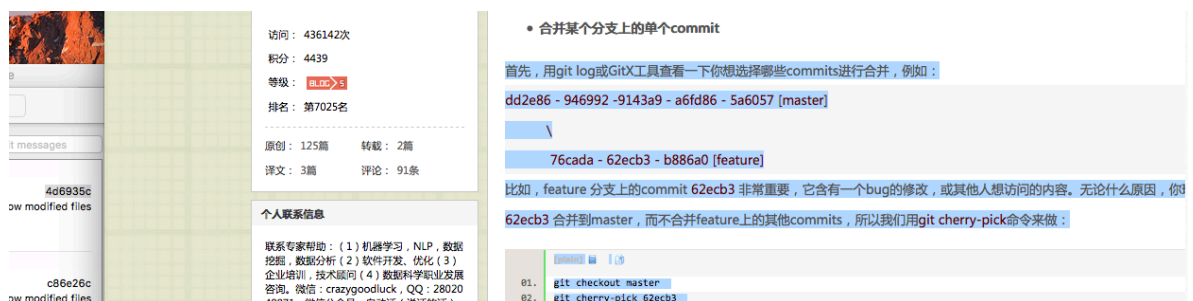 it messages
4d6935c
ow modified files
c86e26c
ow modified files
访问： 436142次
积分： 4439
等级： BLOG 5
排名： 第7025名
原创： 125篇 转载： 2篇
译文： 3篇 评论： 91条
个人联系信息
联系专家帮助：（1）机器学习，NLP，数据
挖掘，数据分析（2）软件开发、优化（3）
企业培训，技术顾问（4）数据科学职业发展
咨询。微信：crazygoodluck，QQ：28020
• 合并某个分支上的单个commit
首先，用git log或GitX工具查看一下你想选择哪些commits进行合并，例如：
dd2e86 - 946992 -9143a9 - a6fd86 - 5a6057 [master]
\
76cada - 62ecb3 - b886a0 [feature]
比如，feature 分支上的commit 62ecb3 非常重要，它含有一个bug的修改，或其他人想访问的内容。无论什么原因，你
62ecb3 合并到master，而不合并feature上的其他commits，所以我们用git cherry-pick命令来做：
[plain]
01. git checkout master
02. git cherry-pick 62ecb3